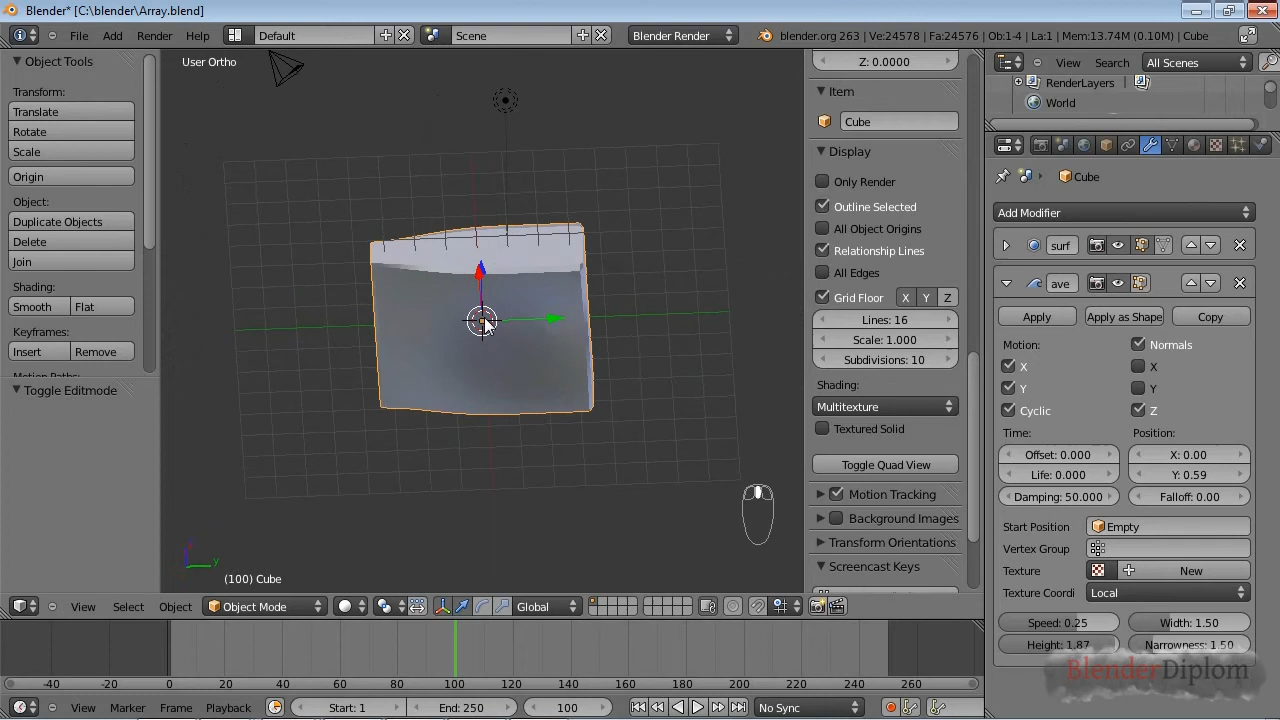 Blender* [C:\blender\Array.blend]
File Add Render Help Default Scene Blender Render blender.org 263 | Ve:24578 | Fa:24576 | Ob:1-4 | La:1 | Mem:13.74M (0.10M) | Cube
Object Tools
Transform:
Translate
Rotate
Scale
Origin
Object:
Duplicate Objects
Delete
Join
Shading:
Smooth Flat
Keyframes:
Insert Remove
Toggle Editmode
User Ortho
z
y
(100) Cube
Z: 0.0000
Item
Cube
Display
Only Render
Outline Selected
All Object Origins
Relationship Lines
All Edges
Grid Floor X Y Z
Lines: 16
Scale: 1.000
Subdivisions: 10
Shading:
Multitexture
Textured Solid
Toggle Quad View
Motion Tracking
Background Images
Transform Orientations
Screencast Keys
View Search All Scenes
RenderLayers
World
Cube
Add Modifier
surf
ave
Apply Apply as Shape Copy
Motion: Normals
X X
Y Y
Cyclic Z
Time: Position:
Offset: 0.000 X: 0.00
Life: 0.000 Y: 0.59
Damping: 50.000 Falloff: 0.00
Start Position Empty
Vertex Group
Texture New
Texture Coordi Local
Speed: 0.25 Width: 1.50
Height: 1.87 Narrowness: 1.50
BlenderDiplom
View Select Object Object Mode Global
-40 -20 0 20 40 60 80 100 120 140 160 180 200 220 240 260
View Marker Frame Playback Start: 1 End: 250 100 No Sync